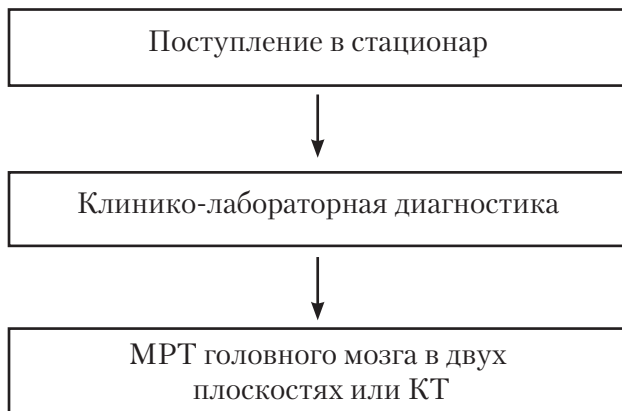 Поступление в стационар
Клинико-лабораторная диагностика
МРТ головного мозга в двух
плоскостях или КТ